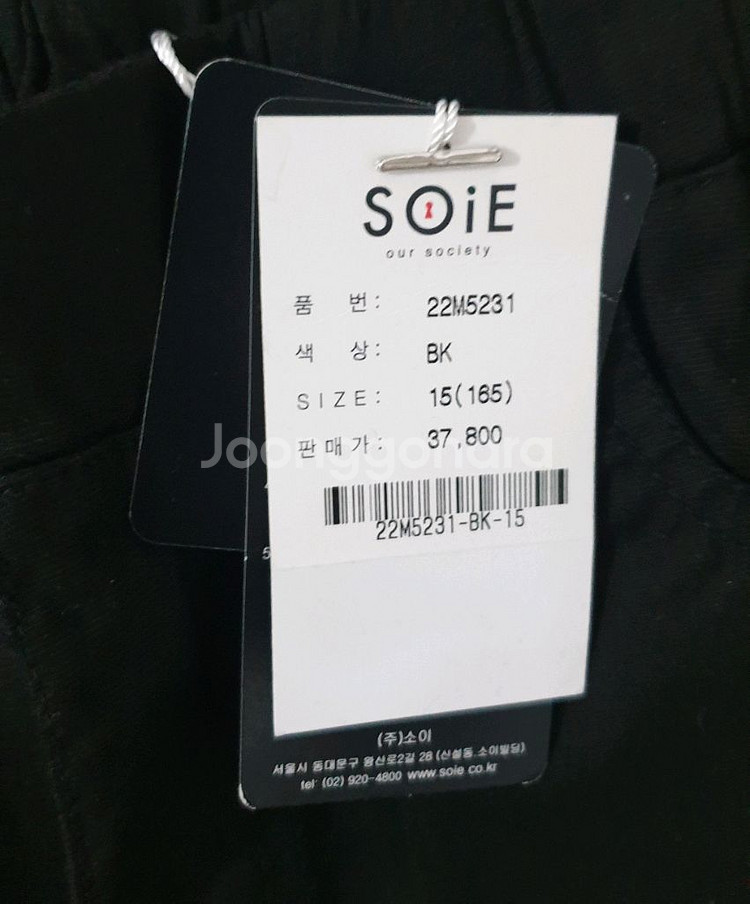 SOiE
our society
품 번: 22M5231
색 상: BK
SIZE: 15(165)
판매가: 37,800
Joonggonara
22M5231-BK-15
5
(주)소이
서울시 동대문구 왕산로2길 28 (신설동, 소이빌딩)
tel: (02) 920-4800 www.soie.co.kr